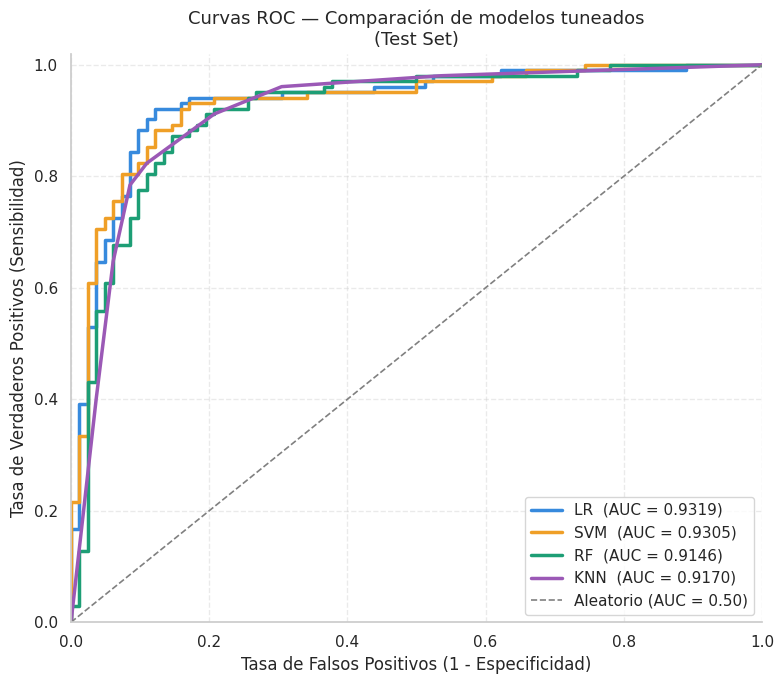 Curvas ROC — Comparación de modelos tuneados
(Test Set)
Tasa de Verdaderos Positivos (Sensibilidad)
1.0
0.8
0.6
0.4
0.2
0.0
LR (AUC = 0.9319)
SVM (AUC = 0.9305)
RF (AUC = 0.9146)
KNN (AUC = 0.9170)
Aleatorio (AUC = 0.50)
0.0 0.2 0.4 0.6 0.8 1.0
Tasa de Falsos Positivos (1 - Especificidad)